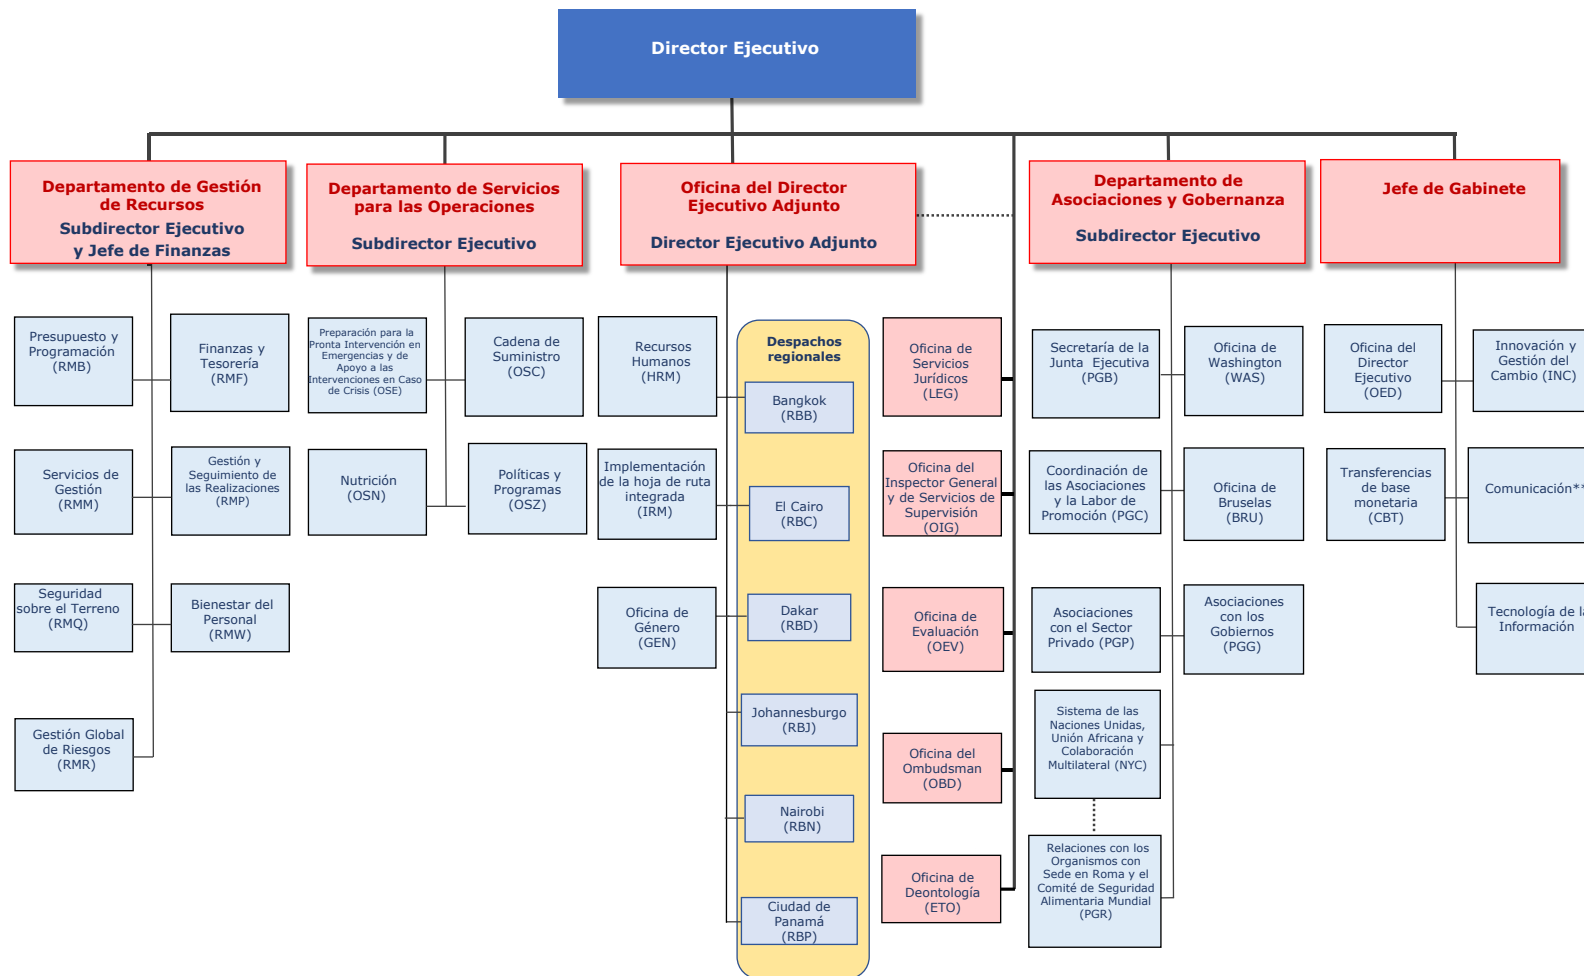 Director Ejecutivo
Departamento de Gestión
de Recursos
Subdirector Ejecutivo
y Jefe de Finanzas
Departamento de Servicios
para las Operaciones
Subdirector Ejecutivo
Oficina del Director
Ejecutivo Adjunto
Director Ejecutivo Adjunto
Departamento de
Asociaciones y Gobernanza
Subdirector Ejecutivo
Jefe de Gabinete
Presupuesto y
Programación
(RMB)
Finanzas y
Tesorería
(RMF)
Servicios de
Gestión
(RMM)
Gestión y
Seguimiento de
las Realizaciones
(RMP)
Seguridad
sobre el Terreno
(RMQ)
Bienestar del
Personal
(RMW)
Gestión Global
de Riesgos
(RMR)
Preparación para la
Pronta Intervención en
Emergencias y de
Apoyo a las
Intervenciones en Caso
de Crisis (OSE)
Cadena de
Suministro
(OSC)
Nutrición
(OSN)
Políticas y
Programas
(OSZ)
Recursos
Humanos
(HRM)
Implementación
de la hoja de ruta
integrada
(IRM)
Oficina de
Género
(GEN)
Despachos
regionales
Bangkok
(RBB)
El Cairo
(RBC)
Dakar
(RBD)
Johannesburgo
(RBJ)
Nairobi
(RBN)
Ciudad de
Panamá
(RBP)
Oficina de
Servicios
Jurídicos
(LEG)
Oficina del
Inspector General
y de Servicios de
Supervisión
(OIG)
Oficina de
Evaluación
(OEV)
Oficina del
Ombudsman
(OBD)
Oficina de
Deontología
(ETO)
Secretaría de la
Junta Ejecutiva
(PGB)
Oficina de
Washington
(WAS)
Coordinación de
las Asociaciones
y la Labor de
Promoción (PGC)
Oficina de
Bruselas
(BRU)
Asociaciones
con el Sector
Privado (PGP)
Asociaciones
con los
Gobiernos
(PGG)
Sistema de las
Naciones Unidas,
Unión Africana y
Colaboración
Multilateral (NYC)
Relaciones con los
Organismos con
Sede en Roma y el
Comité de Seguridad
Alimentaria Mundial
(PGR)
Oficina del
Director
Ejecutivo
(OED)
Innovación y
Gestión del
Cambio (INC)
Transferencias
de base
monetaria
(CBT)
Comunicación**
Tecnología de la
Información